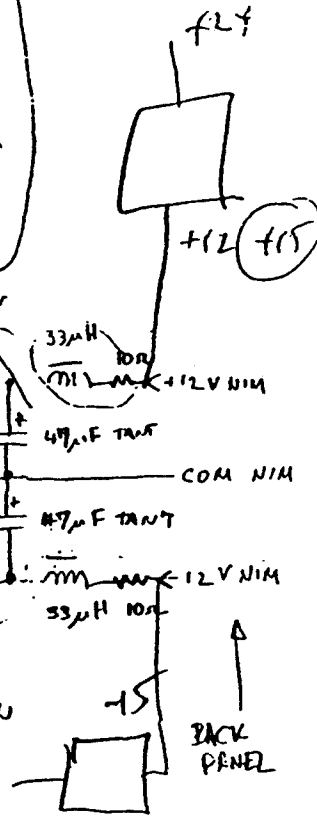 +24
+12 +15
33µH 10Ω
+12V NIM
47µF TANT
COM NIM
47µF TANT
-12V NIM
33µH 10Ω
-15
BACK
PANEL